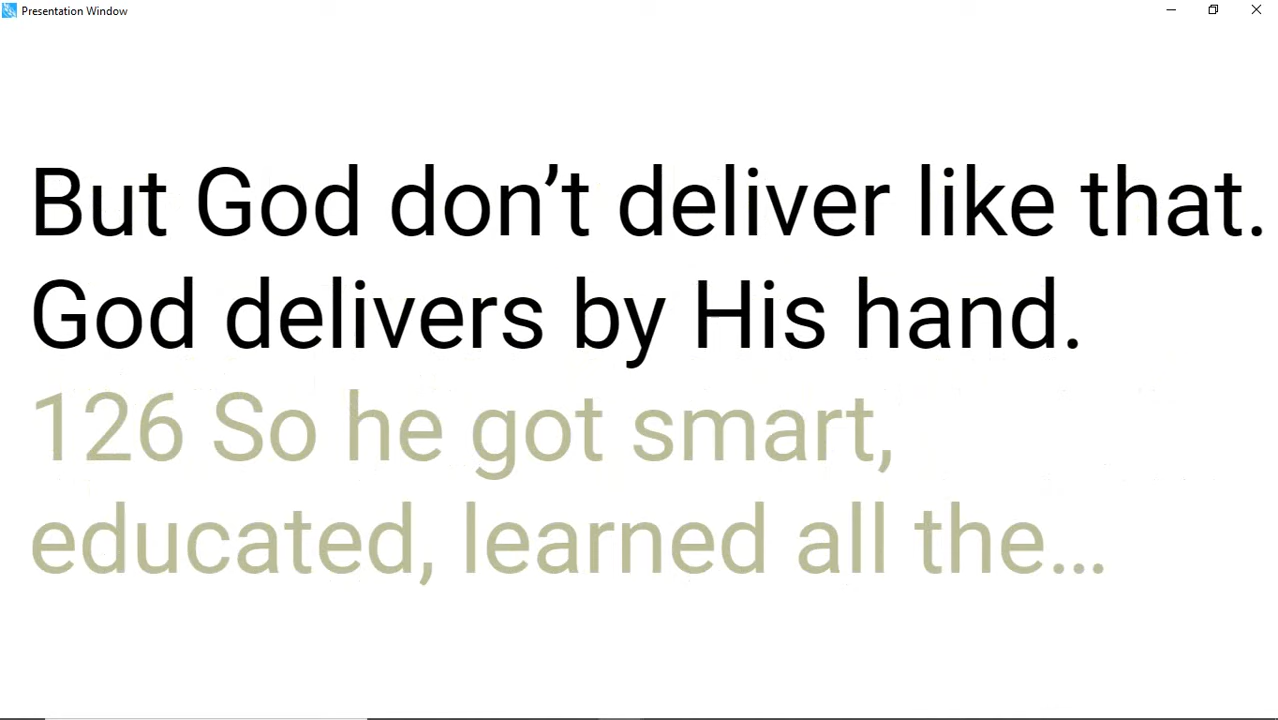 Presentation Window
But God don’t deliver like that.
God delivers by His hand.
126 So he got smart,
educated, learned all the…